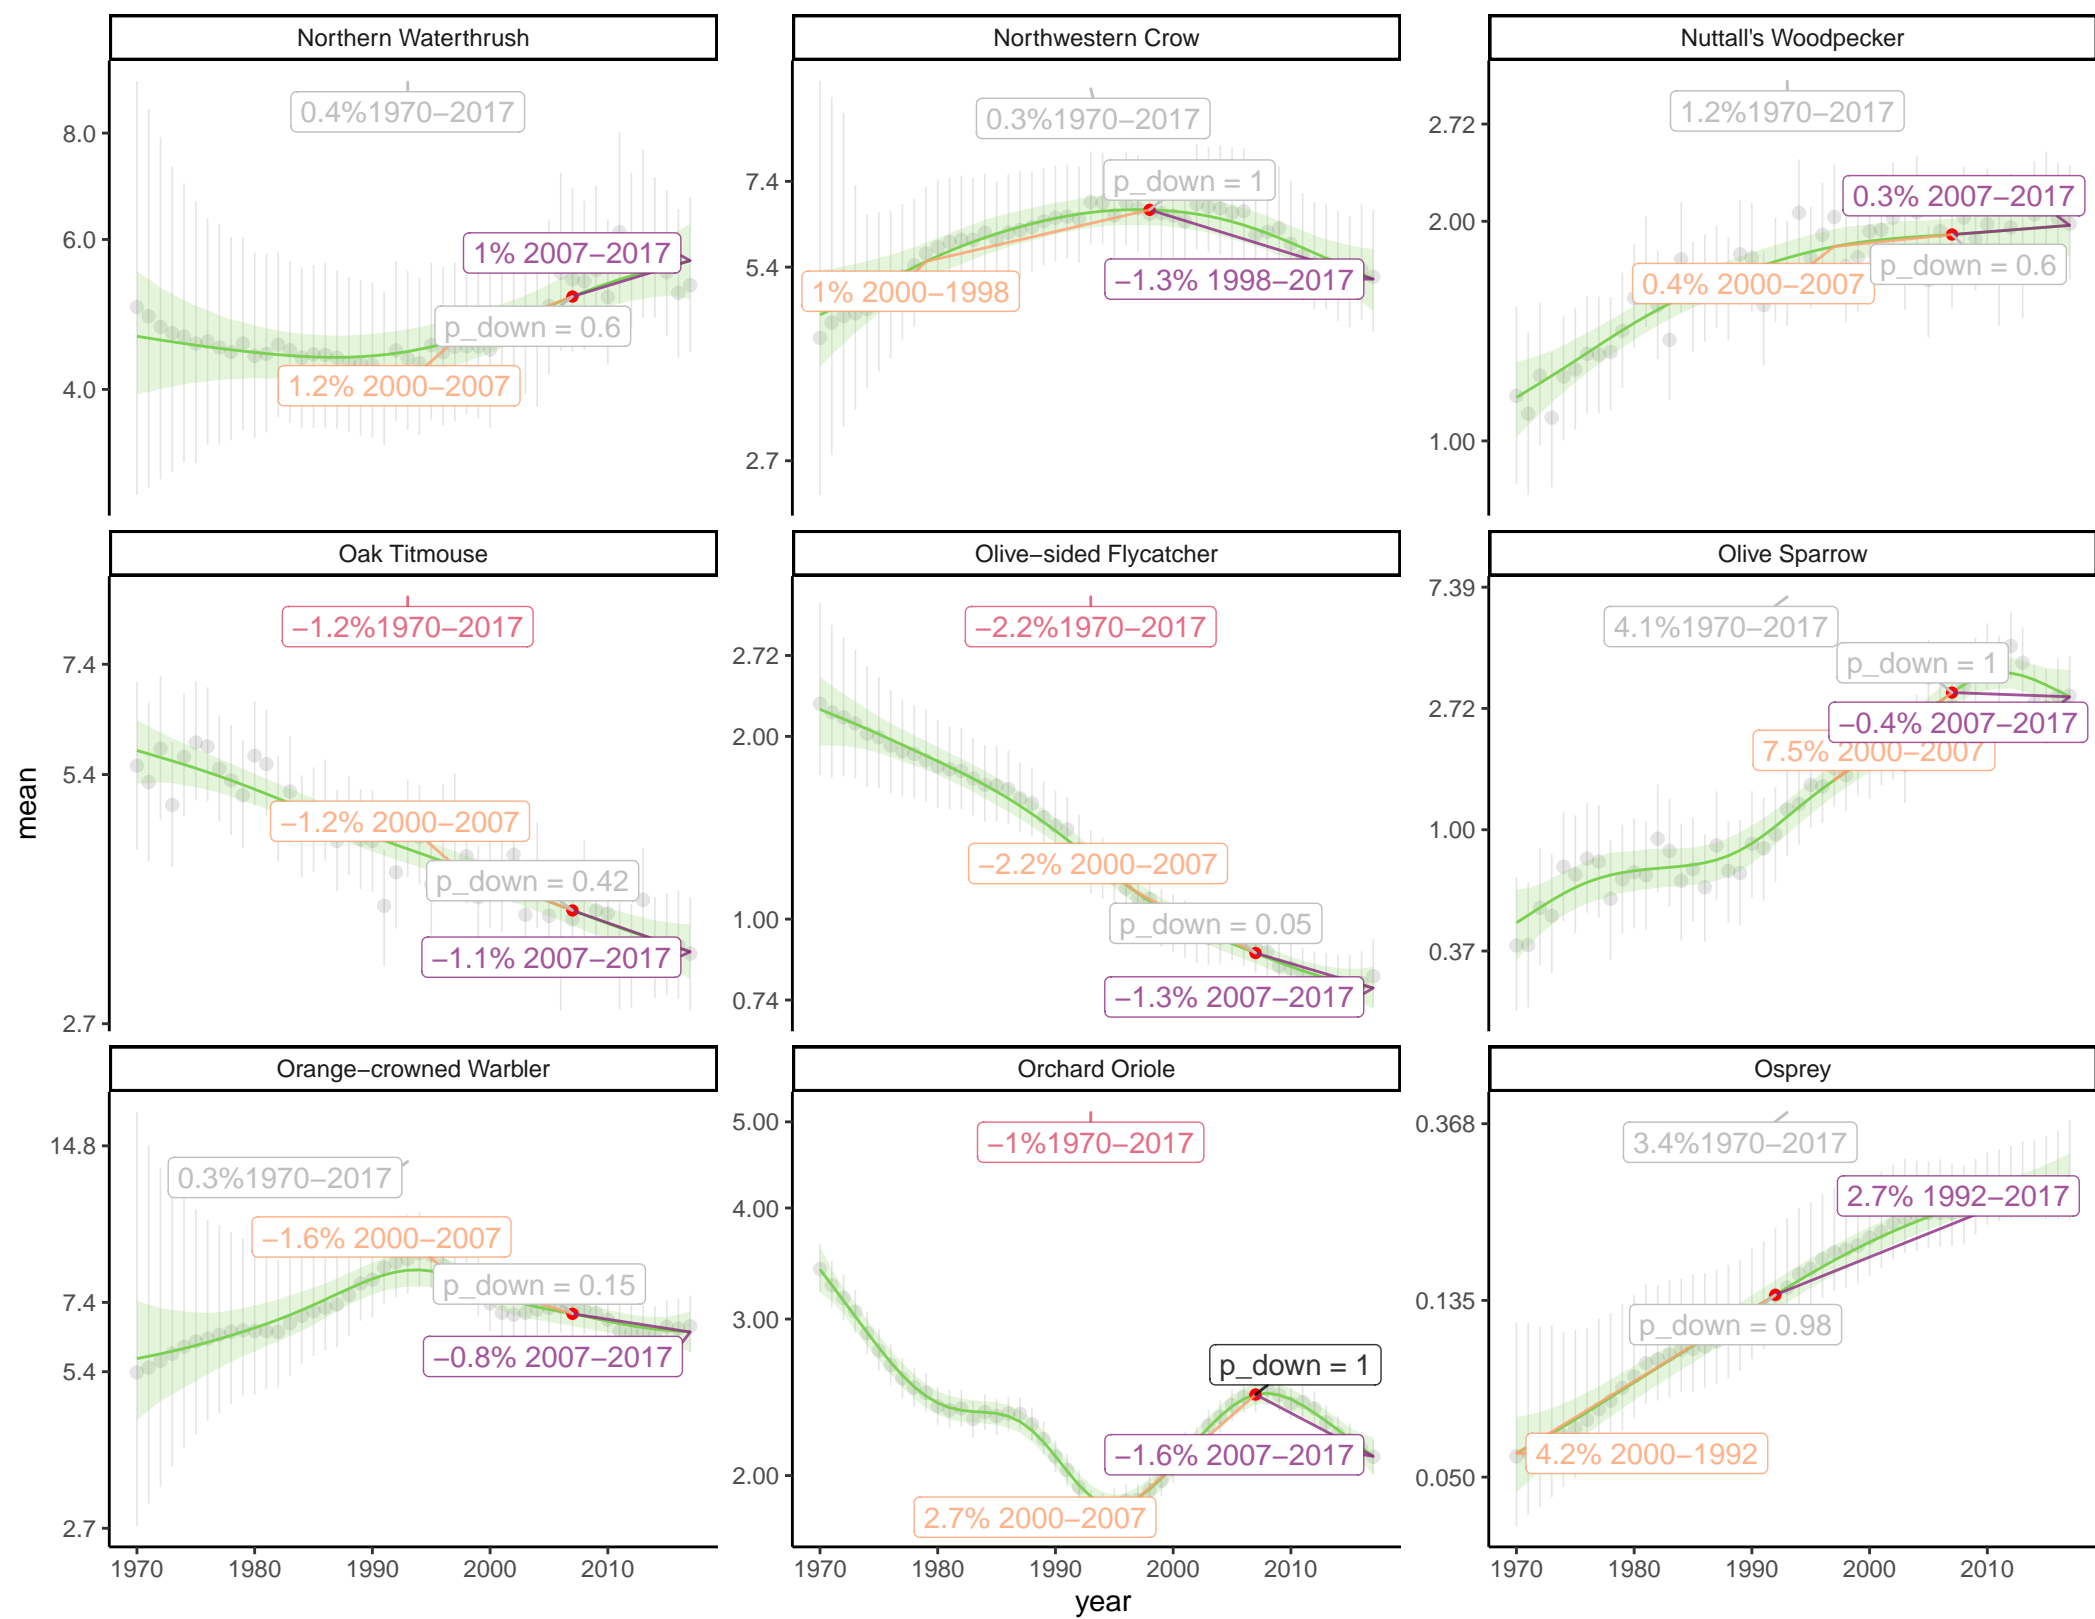 Northern Waterthrush
Northwestern Crow
Nuttall's Woodpecker
0.4%1970−2017
8.0
6.0
4.0
1% 2007−2017
p_down = 0.6
1.2% 2000−2007
0.3%1970−2017
7.4
5.4
2.7
p_down = 1
1% 2000−1998
−1.3% 1998−2017
1.2%1970−2017
2.72
2.00
1.00
0.3% 2007−2017
0.4% 2000−2007
p_down = 0.6
Oak Titmouse
Olive−sided Flycatcher
Olive Sparrow
mean
−1.2%1970−2017
7.4
5.4
2.7
−1.2% 2000−2007
p_down = 0.42
−1.1% 2007−2017
−2.2%1970−2017
2.72
2.00
1.00
0.74
−2.2% 2000−2007
p_down = 0.05
−1.3% 2007−2017
7.39
2.72
1.00
0.37
4.1%1970−2017
p_down = 1
−0.4% 2007−2017
7.5% 2000−2007
Orange−crowned Warbler
Orchard Oriole
Osprey
14.8
7.4
5.4
2.7
0.3%1970−2017
−1.6% 2000−2007
p_down = 0.15
−0.8% 2007−2017
5.00
4.00
3.00
2.00
−1%1970−2017
p_down = 1
−1.6% 2007−2017
2.7% 2000−2007
0.368
0.135
0.050
3.4%1970−2017
2.7% 1992−2017
p_down = 0.98
4.2% 2000−1992
1970 1980 1990 2000 2010
1970 1980 1990 2000 2010
1970 1980 1990 2000 2010
year